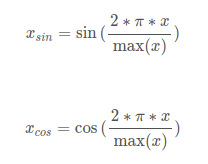 x_sin = sin (2 * π * x / max(x))
x_cos = cos (2 * π * x / max(x))